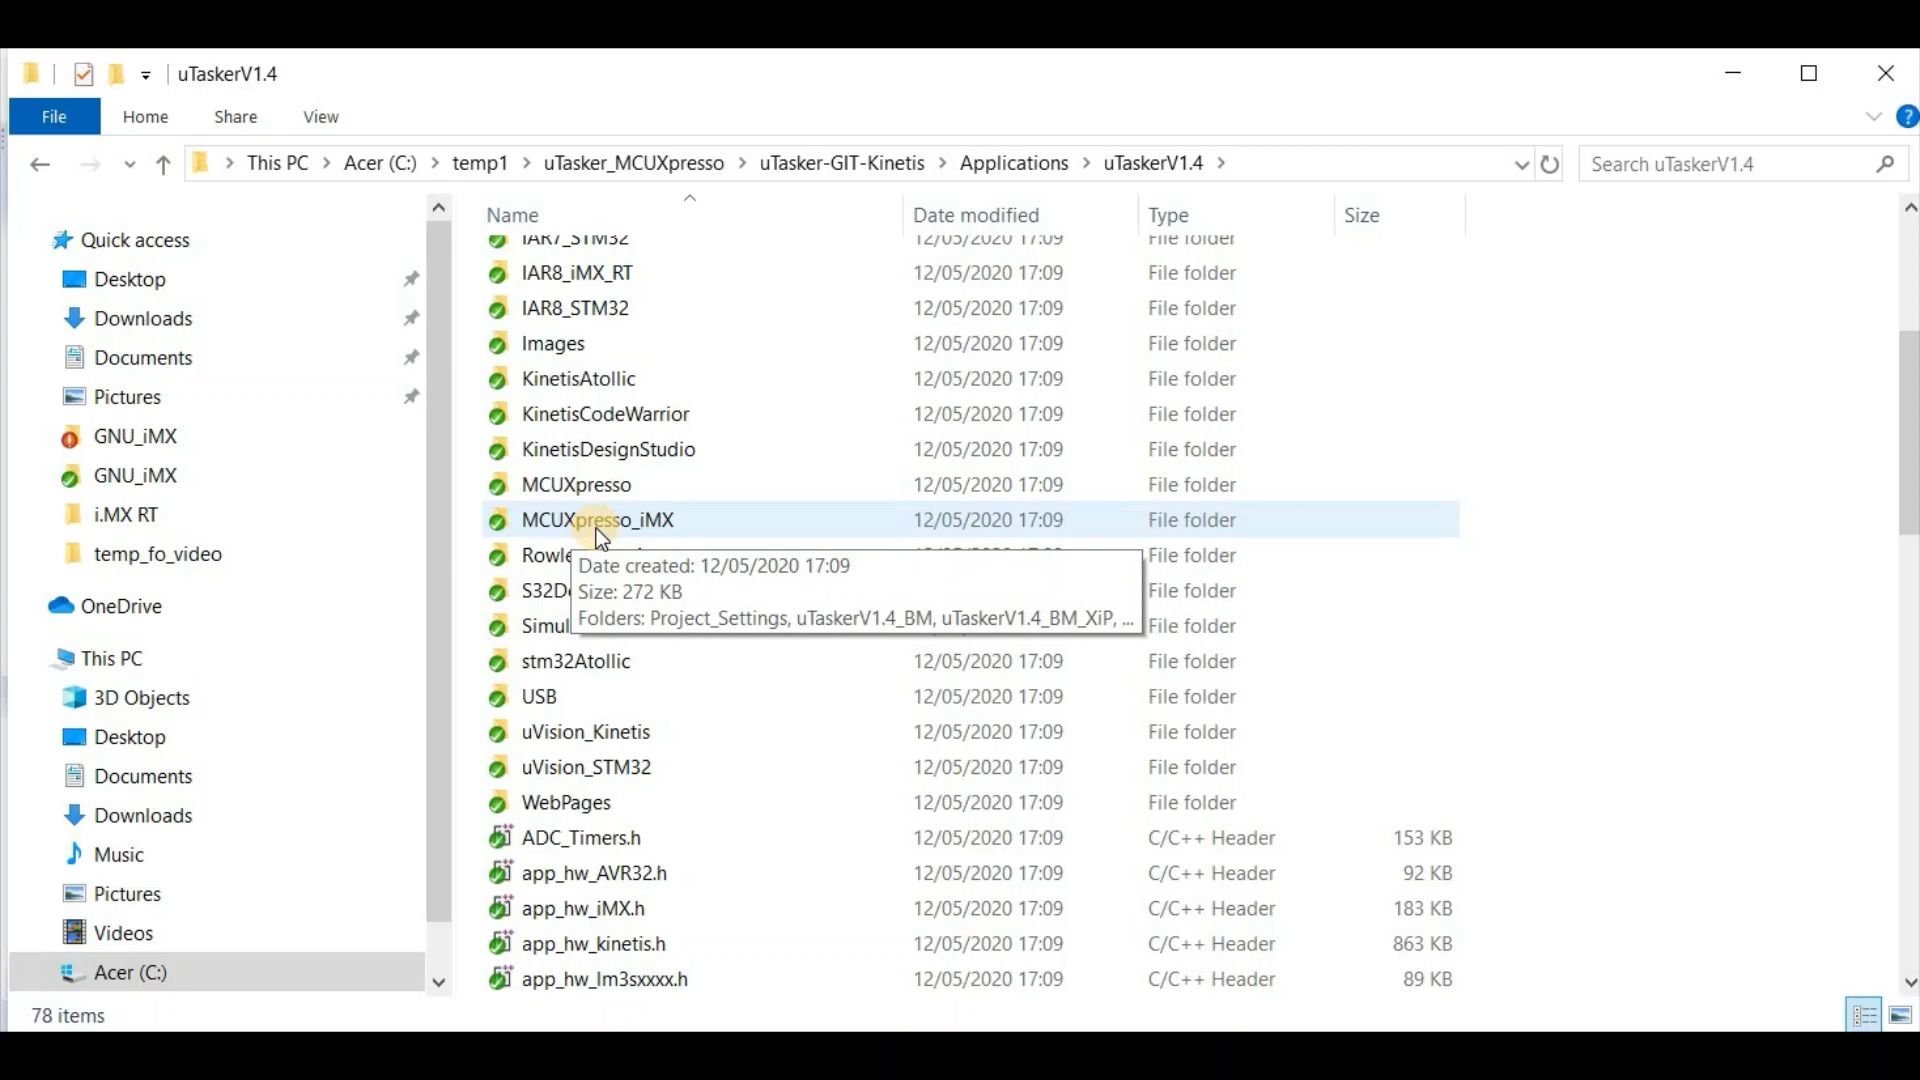 uTaskerV1.4
File Home Share View
This PC Acer (C:) temp1 uTasker_MCUXpresso uTasker-GIT-Kinetis Applications uTaskerV1.4
Search uTaskerV1.4
Name Date modified Type Size
Quick access
Desktop
Downloads
Documents
Pictures
GNU_iMX
GNU_iMX
i.MX RT
temp_fo_video
OneDrive
This PC
3D Objects
Desktop
Documents
Downloads
Music
Pictures
Videos
Acer (C:)
IAR7_STM32 12/05/2020 17:09 File folder
IAR8_iMX_RT 12/05/2020 17:09 File folder
IAR8_STM32 12/05/2020 17:09 File folder
Images 12/05/2020 17:09 File folder
KinetisAtollic 12/05/2020 17:09 File folder
KinetisCodeWarrior 12/05/2020 17:09 File folder
KinetisDesignStudio 12/05/2020 17:09 File folder
MCUXpresso 12/05/2020 17:09 File folder
MCUXpresso_iMX 12/05/2020 17:09 File folder
Rowle File folder
Date created: 12/05/2020 17:09
S32D File folder
Size: 272 KB
Folders: Project_Settings, uTaskerV1.4_BM, uTaskerV1.4_BM_XiP, ...
Simul File folder
stm32Atollic 12/05/2020 17:09 File folder
USB 12/05/2020 17:09 File folder
uVision_Kinetis 12/05/2020 17:09 File folder
uVision_STM32 12/05/2020 17:09 File folder
WebPages 12/05/2020 17:09 File folder
ADC_Timers.h 12/05/2020 17:09 C/C++ Header 153 KB
app_hw_AVR32.h 12/05/2020 17:09 C/C++ Header 92 KB
app_hw_iMX.h 12/05/2020 17:09 C/C++ Header 183 KB
app_hw_kinetis.h 12/05/2020 17:09 C/C++ Header 863 KB
app_hw_lm3sxxxx.h 12/05/2020 17:09 C/C++ Header 89 KB
78 items